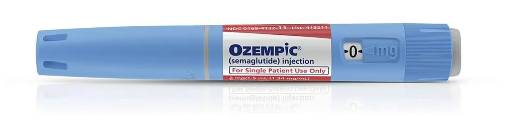 OZEMPIC®
(semaglutide) injection
For Single Patient Use Only
0
mg